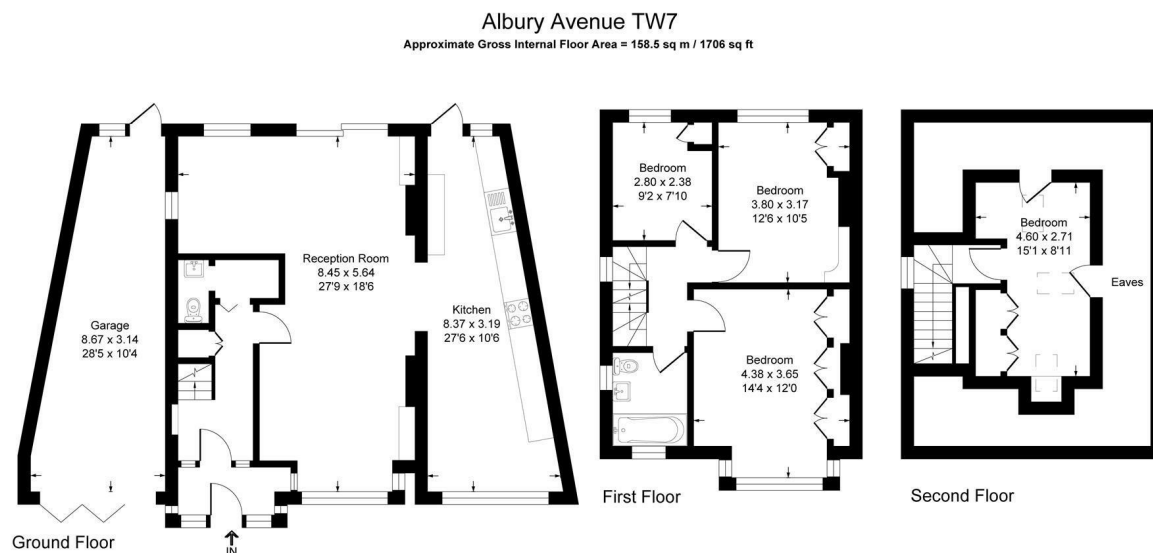 Albury Avenue TW7
Approximate Gross Internal Floor Area = 158.5 sq m / 1706 sq ft
Garage
8.67 x 3.14
28'5 x 10'4
Reception Room
8.45 x 5.64
27'9 x 18'6
Kitchen
8.37 x 3.19
27'6 x 10'6
IN
Ground Floor
Bedroom
2.80 x 2.38
9'2 x 7'10
Bedroom
3.80 x 3.17
12'6 x 10'5
Bedroom
4.38 x 3.65
14'4 x 12'0
First Floor
Bedroom
4.60 x 2.71
15'1 x 8'11
Eaves
Second Floor